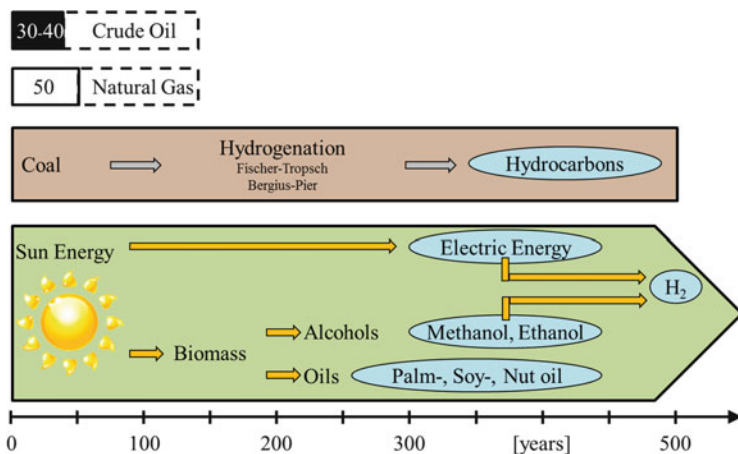 30-40 Crude Oil
50 Natural Gas
Coal
Hydrogenation
Fischer-Tropsch
Bergius-Pier
Hydrocarbons
Sun Energy
Electric Energy
H₂
Biomass
Alcohols
Methanol, Ethanol
Oils
Palm-, Soy-, Nut oil
0 100 200 300 [years] 500